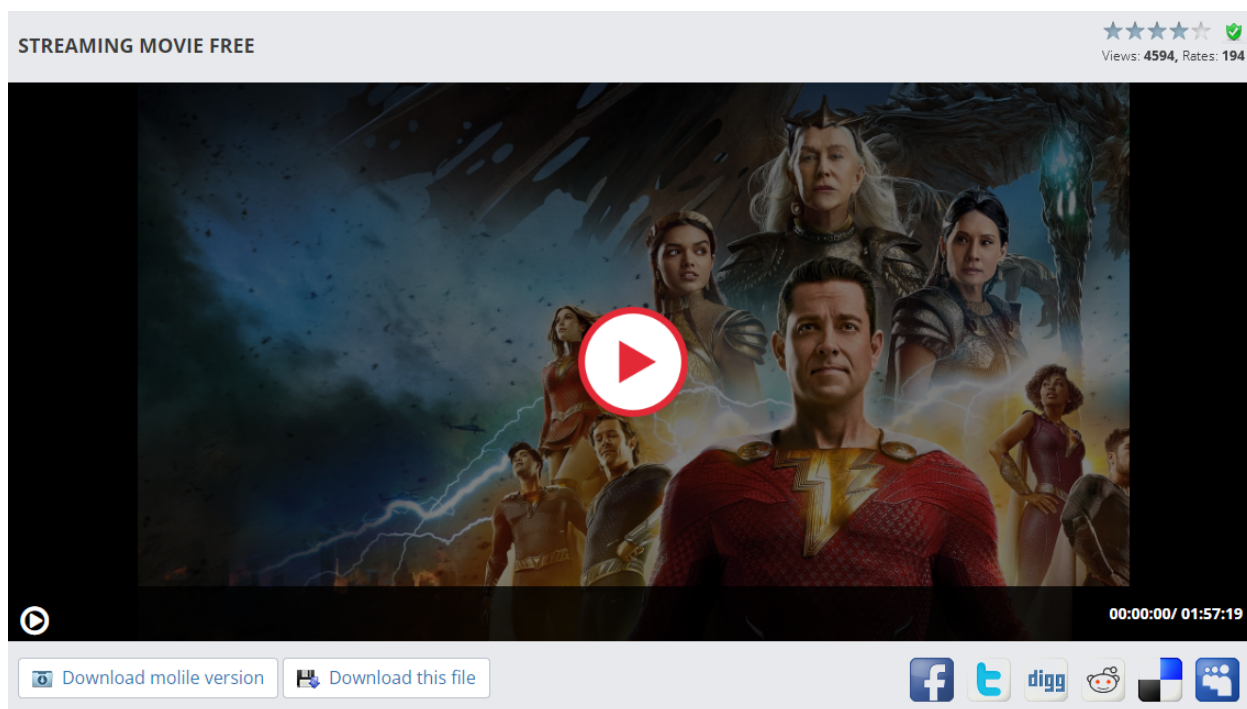 STREAMING MOVIE FREE
Views: 4594, Rates: 194
00:00:00/ 01:57:19
Download molile version
Download this file
digg